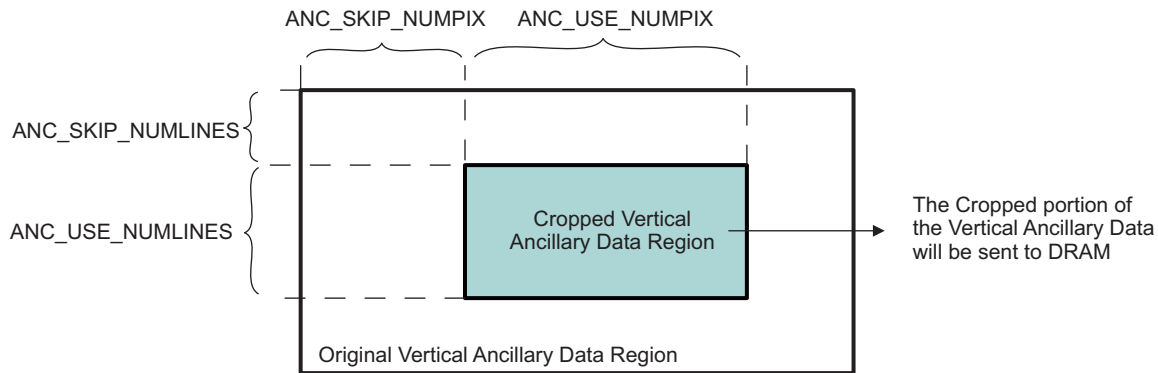 ANC_SKIP_NUMPIX
ANC_USE_NUMPIX
ANC_SKIP_NUMLINES
ANC_USE_NUMLINES
Cropped Vertical
Ancillary Data Region
The Cropped portion of
the Vertical Ancillary Data
will be sent to DRAM
Original Vertical Ancillary Data Region